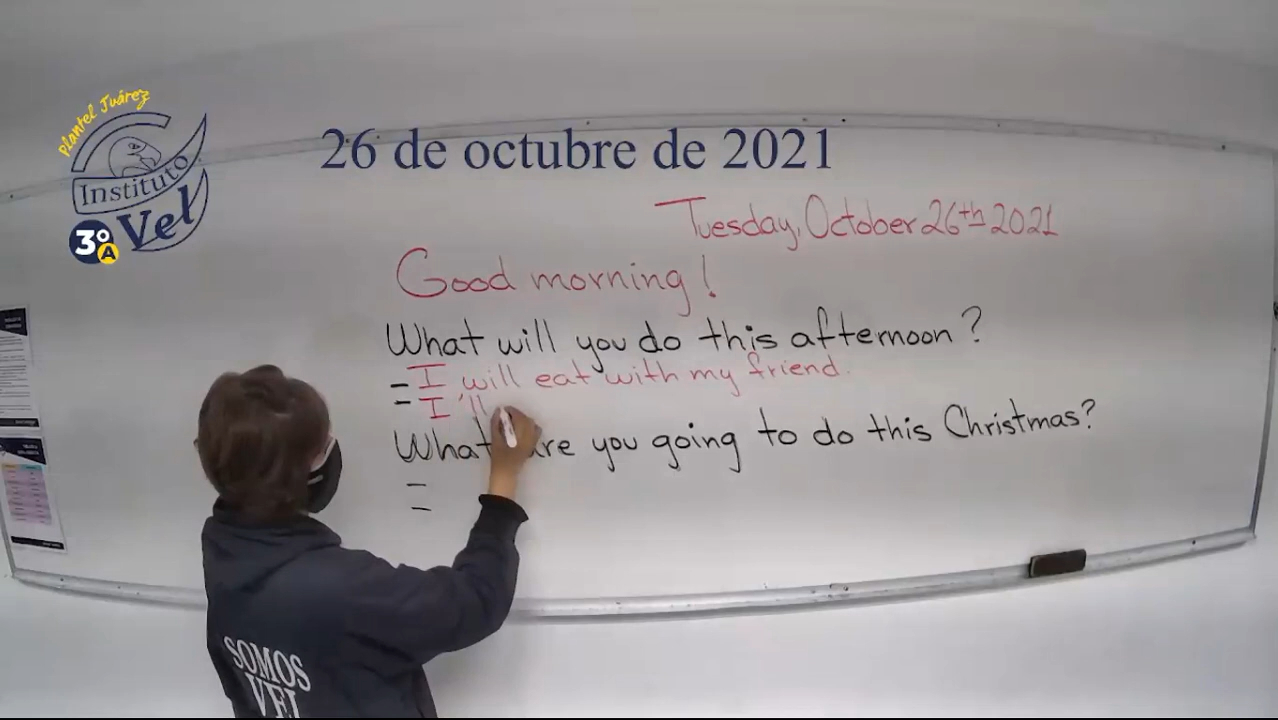 Plantel Juárez
Instituto
Vel
3º A
26 de octubre de 2021
Tuesday, October 26th 2021
Good morning!
What will you do this afternoon?
- I will eat with my friend.
- I'll
What are you going to do this Christmas?
-
-
SOMOS
VEL